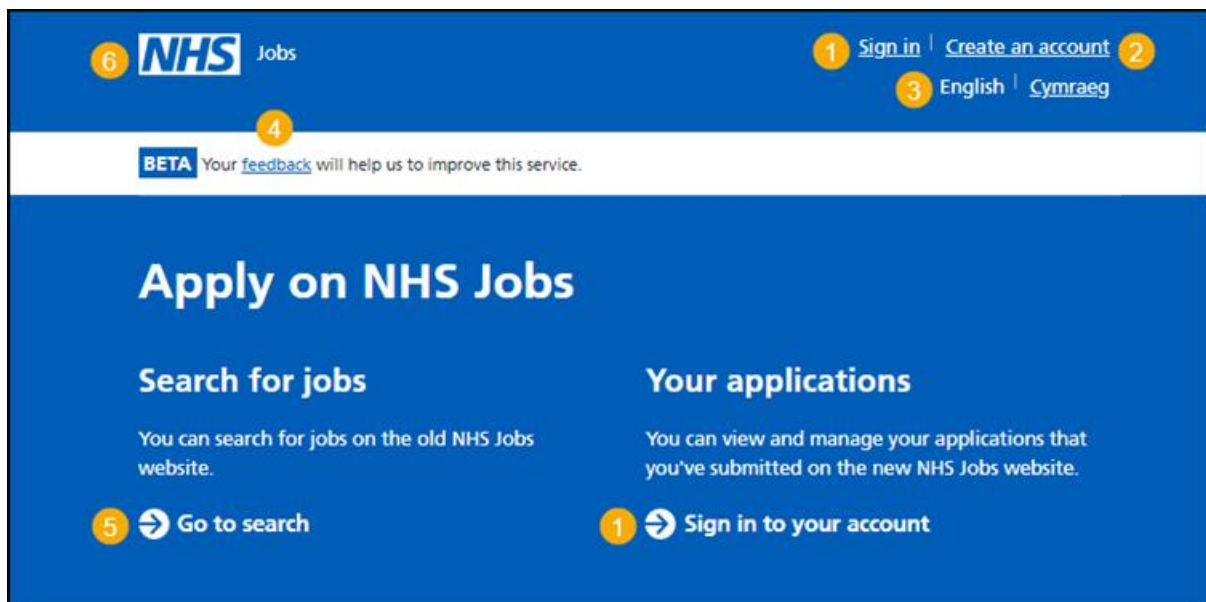 6 NHS Jobs
1 Sign in | Create an account 2
3 English | Cymraeg
4
BETA Your feedback will help us to improve this service.
Apply on NHS Jobs
Search for jobs
You can search for jobs on the old NHS Jobs
website.
5 Go to search
Your applications
You can view and manage your applications that
you've submitted on the new NHS Jobs website.
1 Sign in to your account